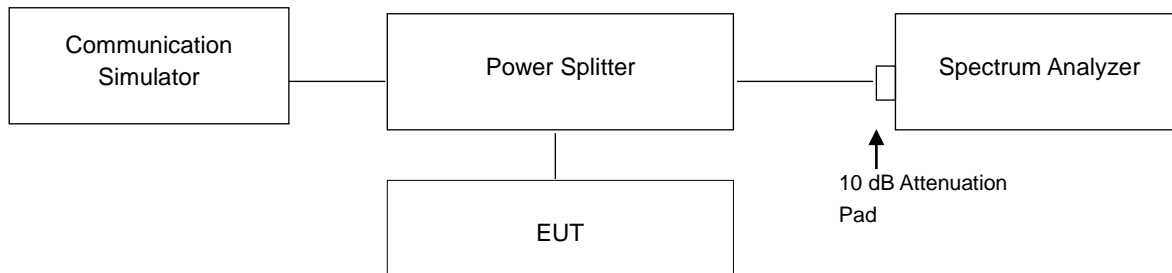 Communication
Simulator
Power Splitter
Spectrum Analyzer
10 dB Attenuation
Pad
EUT